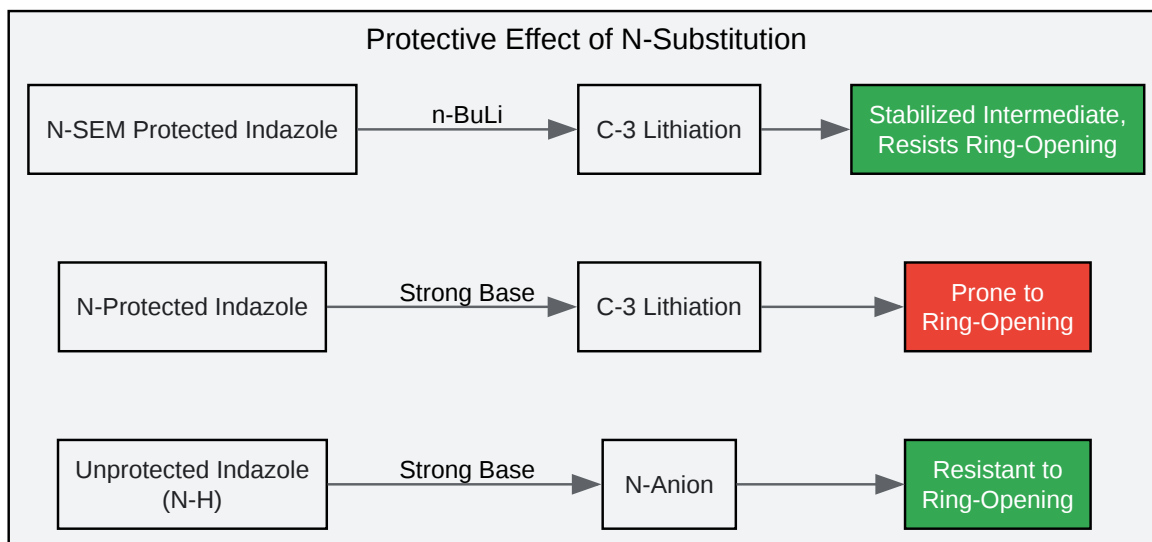 Protective Effect of N-Substitution
N-SEM Protected Indazole
n-BuLi
C-3 Lithiation
Stabilized Intermediate,
Resists Ring-Opening
N-Protected Indazole
Strong Base
C-3 Lithiation
Prone to
Ring-Opening
Unprotected Indazole
(N-H)
Strong Base
N-Anion
Resistant to
Ring-Opening